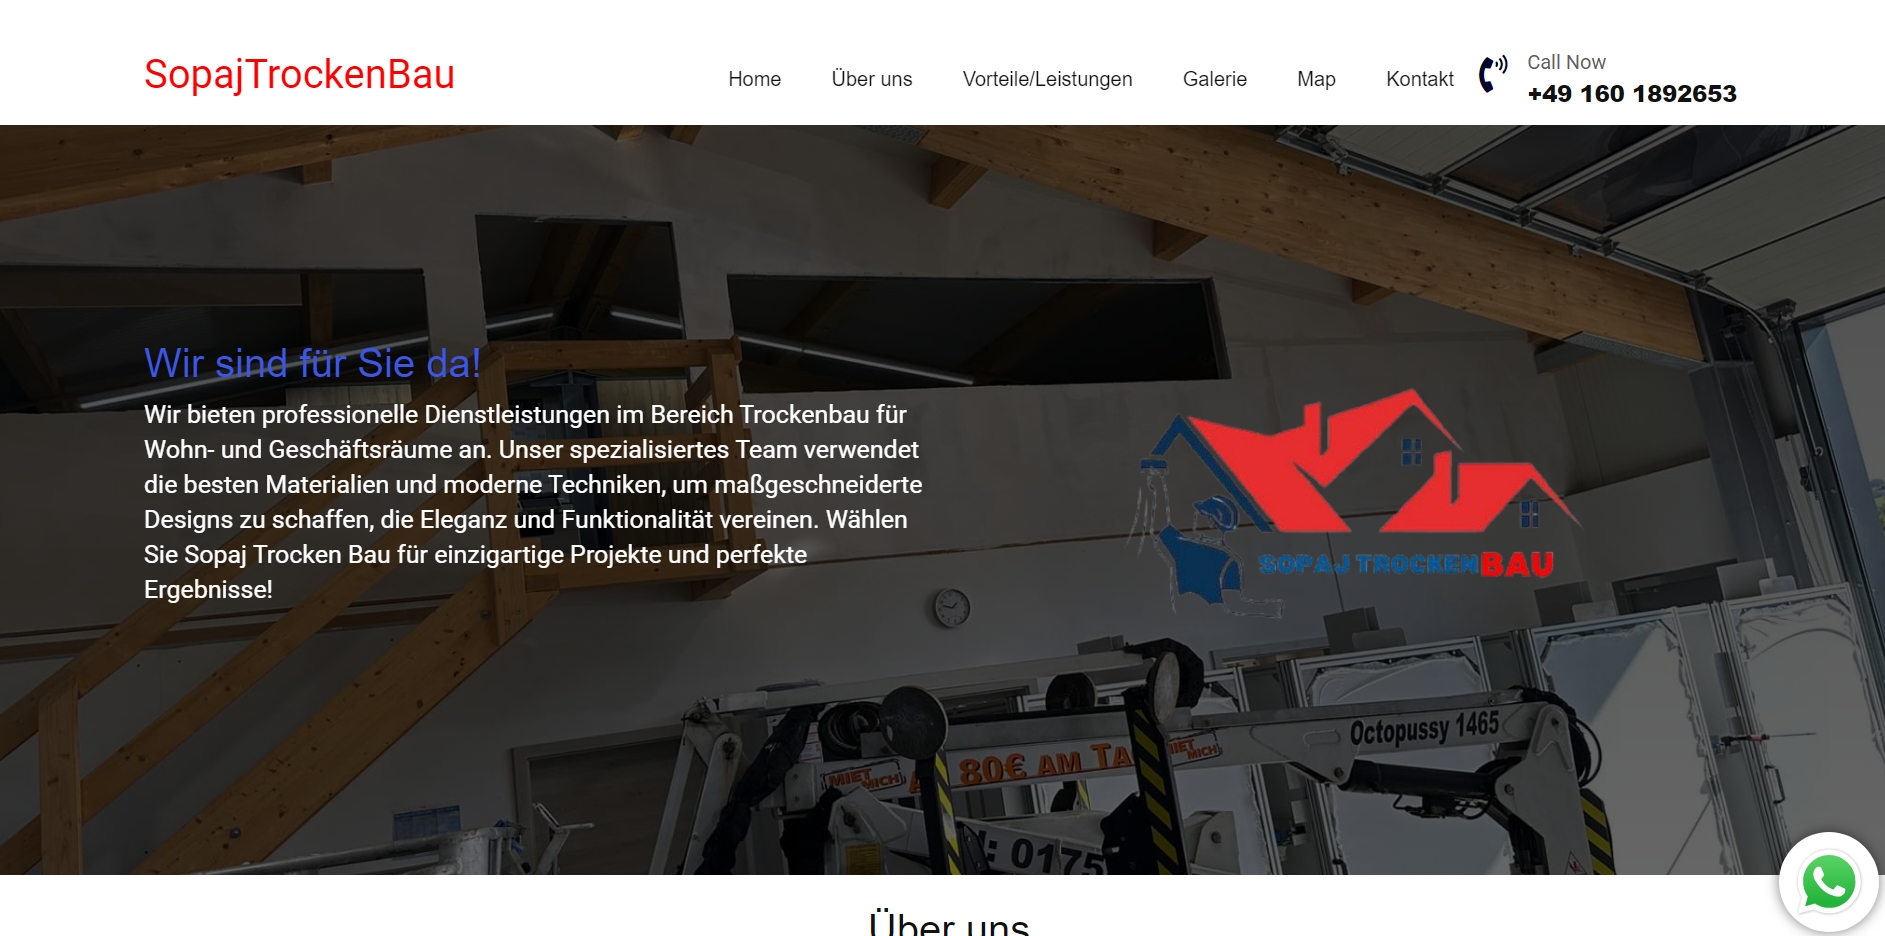 SopajTrockenBau
Home
Über uns
Vorteile/Leistungen
Galerie
Map
Kontakt
Call Now
+49 160 1892653
Wir sind für Sie da!
Wir bieten professionelle Dienstleistungen im Bereich Trockenbau für
Wohn- und Geschäftsräume an. Unser spezialisiertes Team verwendet
die besten Materialien und moderne Techniken, um maßgeschneiderte
Designs zu schaffen, die Eleganz und Funktionalität vereinen. Wählen
Sie Sopaj Trocken Bau für einzigartige Projekte und perfekte
Ergebnisse!
SOPAJ TROCKENBAU
Octopussy 1465
MIET MICH
80€ AM TA
MIET MICH
: 0175
Über uns